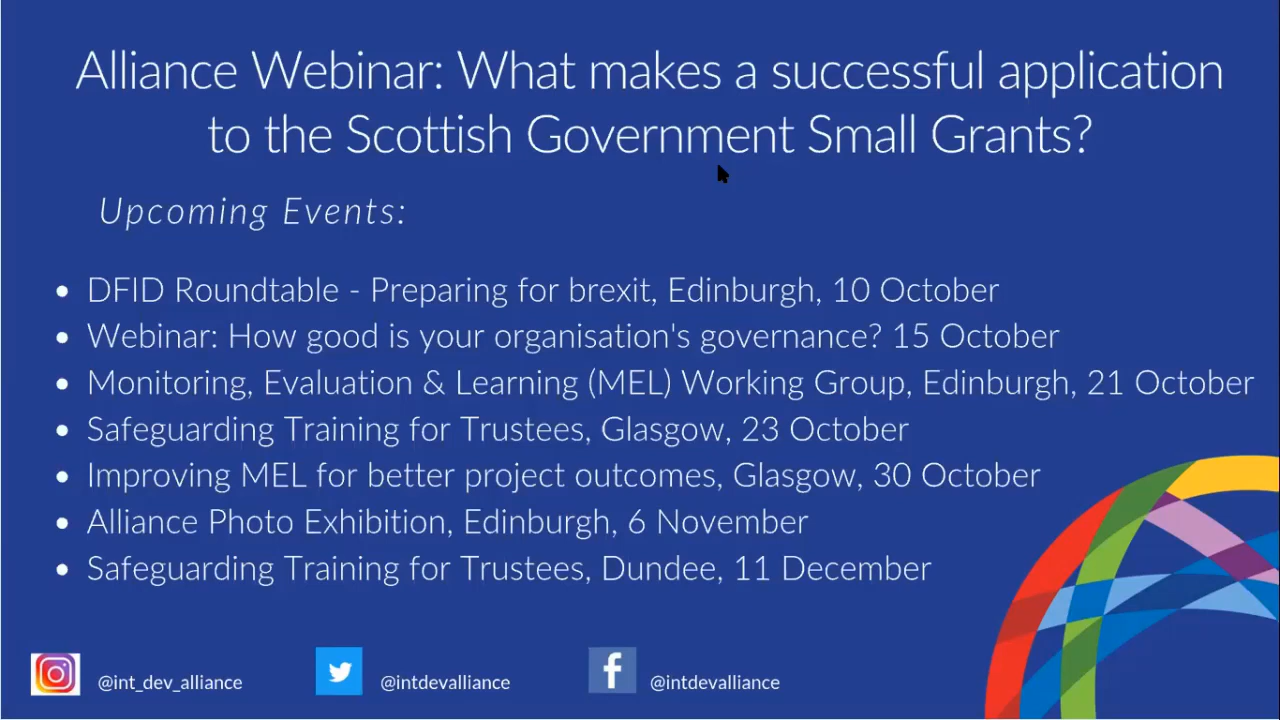 Alliance Webinar: What makes a successful application
to the Scottish Government Small Grants?
Upcoming Events:
• DFID Roundtable - Preparing for brexit, Edinburgh, 10 October
• Webinar: How good is your organisation's governance? 15 October
• Monitoring, Evaluation & Learning (MEL) Working Group, Edinburgh, 21 October
• Safeguarding Training for Trustees, Glasgow, 23 October
• Improving MEL for better project outcomes, Glasgow, 30 October
• Alliance Photo Exhibition, Edinburgh, 6 November
• Safeguarding Training for Trustees, Dundee, 11 December
@int_dev_alliance @intdevalliance @intdevalliance